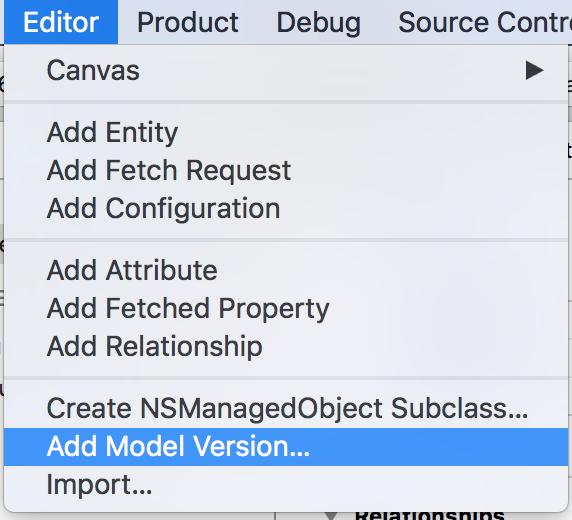 Editor Product Debug Source Contr
Canvas
Add Entity
Add Fetch Request
Add Configuration
Add Attribute
Add Fetched Property
Add Relationship
Create NSManagedObject Subclass...
Add Model Version...
Import...
Relationships